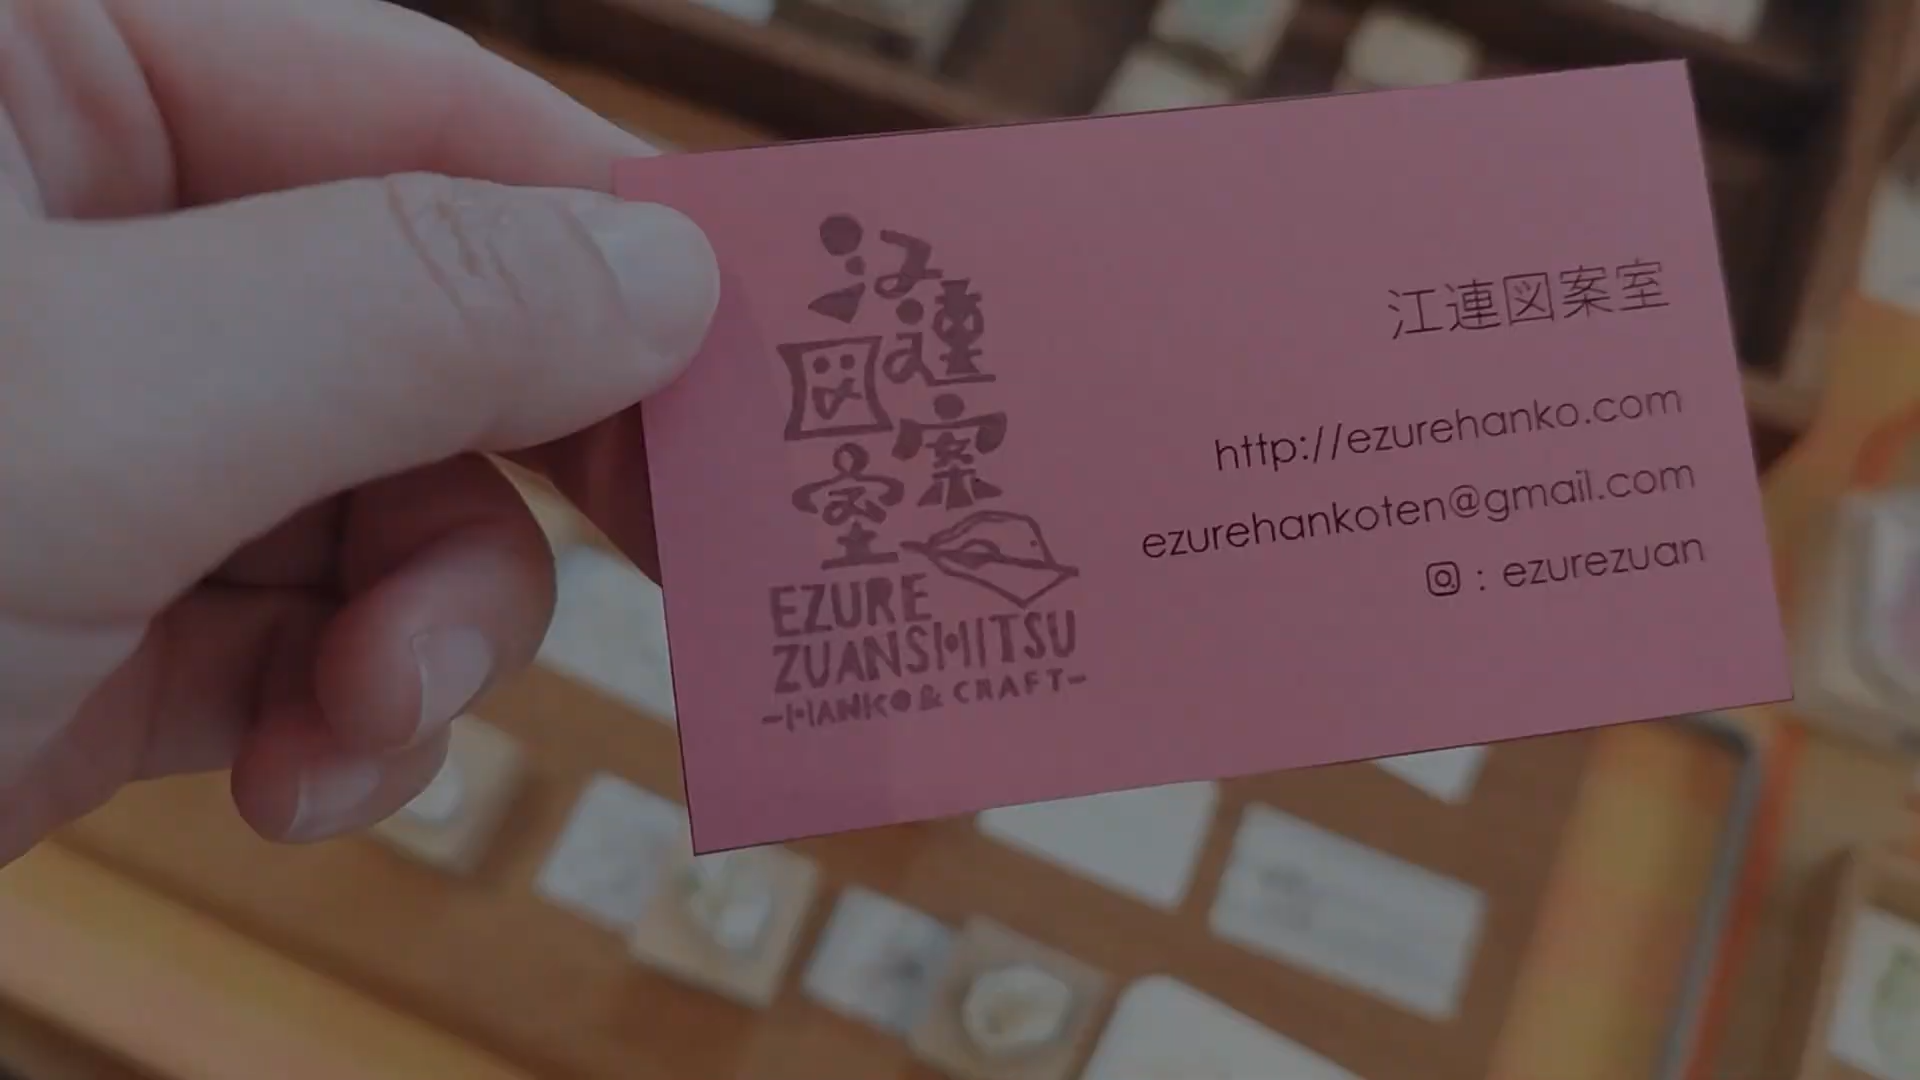 江連
図案
室
EZURE
ZUANSHITSU
-HANKO & CRAFT-
江連図案室
http://ezurehanko.com
ezurehankoten@gmail.com
: ezurezuan